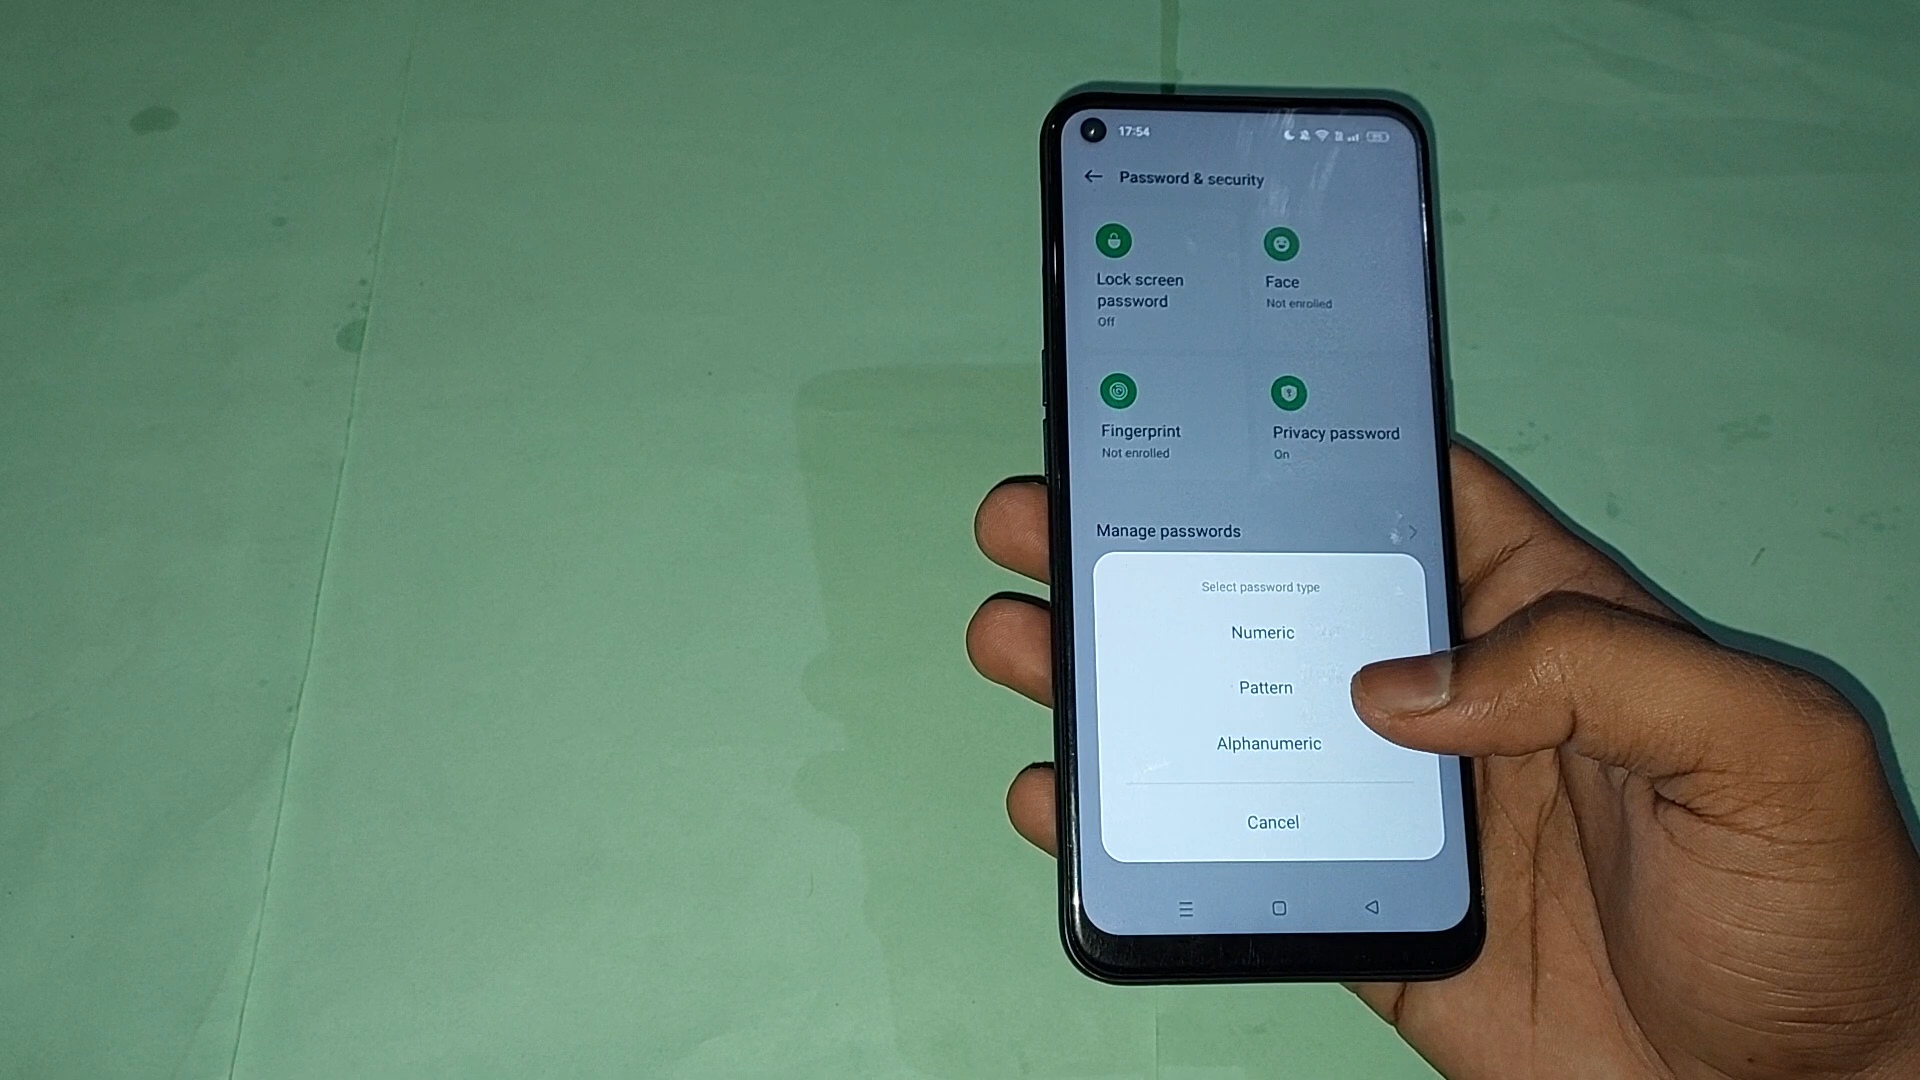 17:54
Password & security
Lock screen
password
Off
Face
Not enrolled
Fingerprint
Not enrolled
Privacy password
On
Manage passwords
Select password type
Numeric
Pattern
Alphanumeric
Cancel